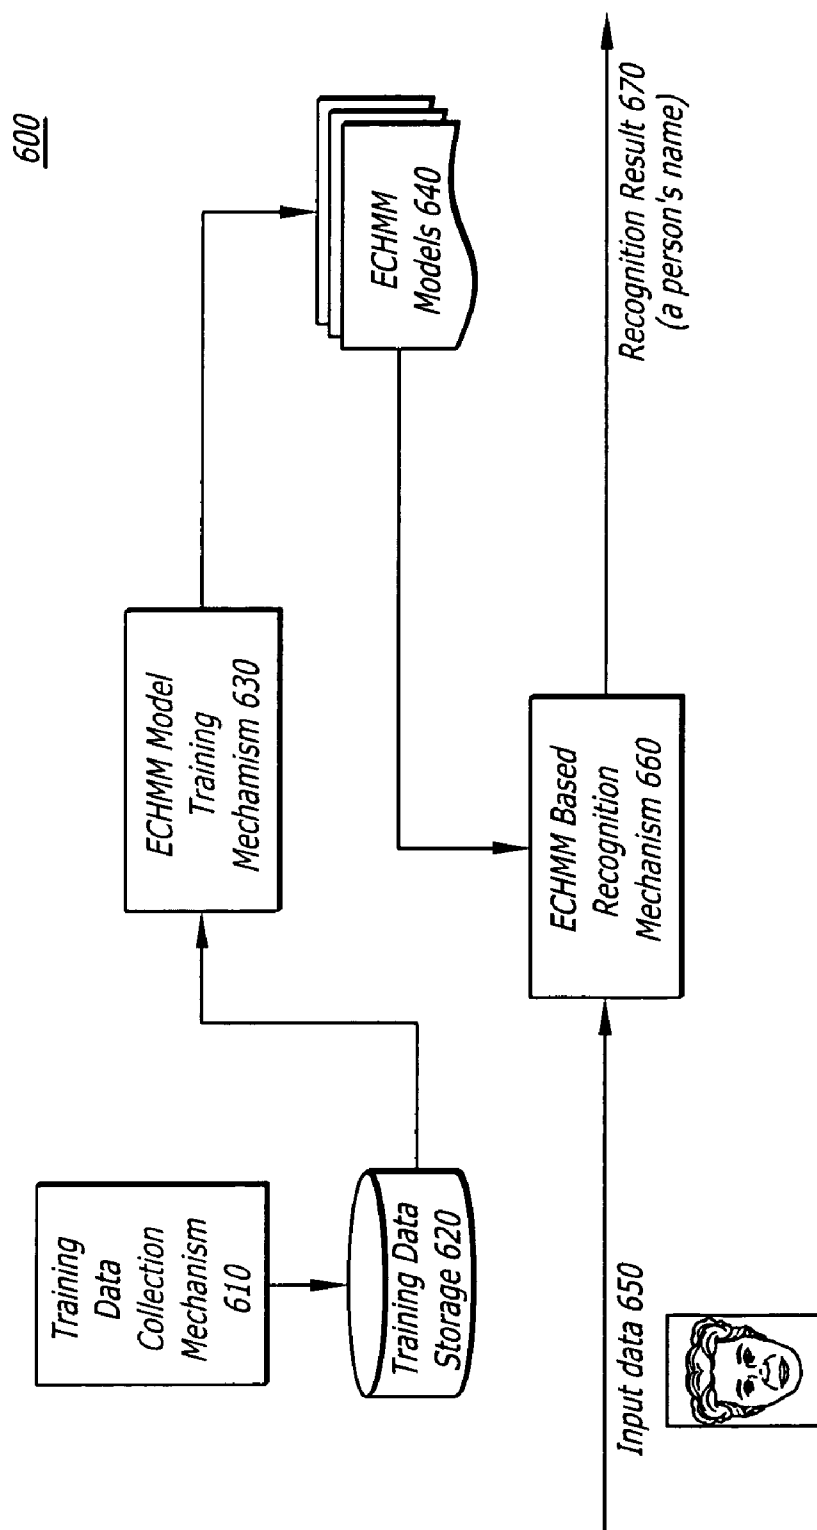 600
Training
Data
Collection
Mechanism
610
Training Data
Storage 620
ECHMM Model
Training
Mechamism 630
ECHMM
Models 640
Input data 650
ECHMM Based
Recognition
Mechanism 660
Recognition Result 670
(a person's name)